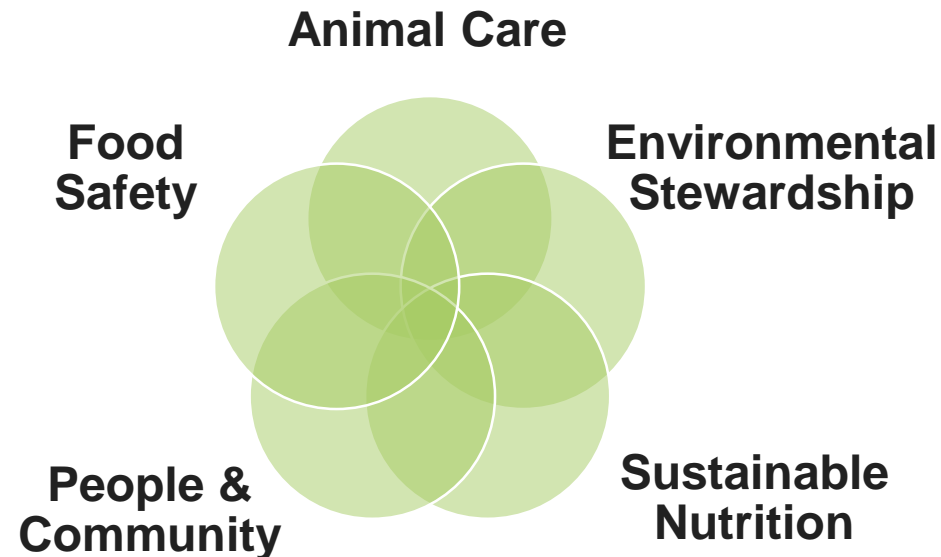 Animal Care
Food
Safety
Environmental
Stewardship
People &
Community
Sustainable
Nutrition